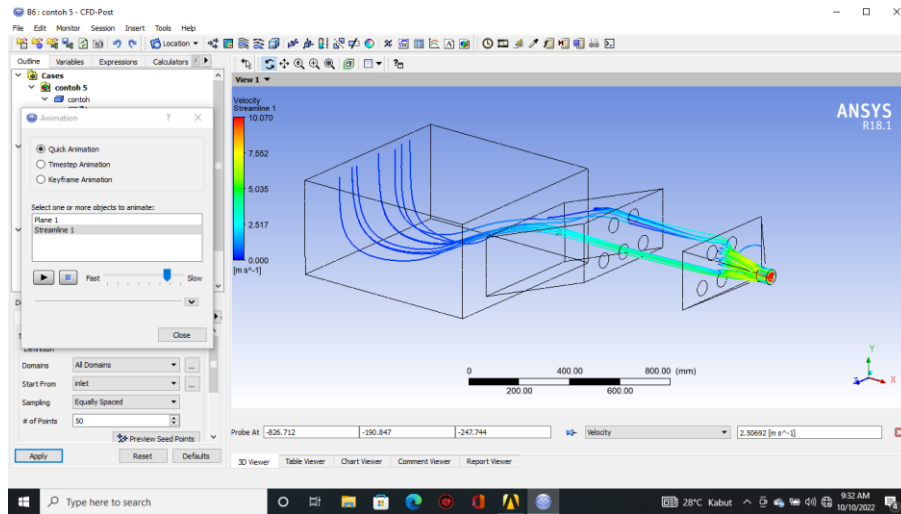 B6 : contoh 5 - CFD-Post
File Edit Monitor Session Insert Tools Help
Location
Outline Variables Expressions Calculators
View 1
Cases
contoh 5
contoh
Velocity
Streamline 1
10.070
7.552
5.035
2.517
0.000
[m s^-1]
ANSYS
R18.1
Animation
Quick Animation
Timestep Animation
Keyframe Animation
Select one or more objects to animate:
Plane 1
Streamline 1
Fast Slow
Close
Definition
Domains All Domains ...
Start From inlet ...
Sampling Equally Spaced
# of Points 50
Preview Seed Points
Apply Reset Defaults
0 400.00 800.00 (mm)
200.00 600.00
Y
Z X
Probe At -826.712 -190.847 -247.744 Velocity 2.50692 [m s^-1]
3D Viewer Table Viewer Chart Viewer Comment Viewer Report Viewer
Type here to search
28°C Kabut
9:32 AM
10/10/2022